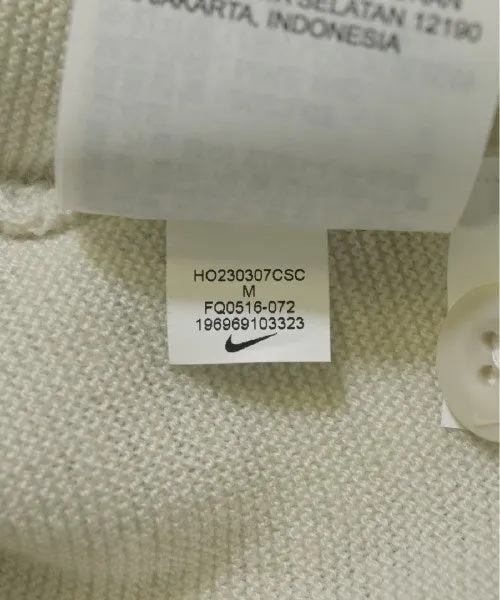 SELATAN 12190
JAKARTA, INDONESIA
HO230307CSC
M
FQ0516-072
196969103323